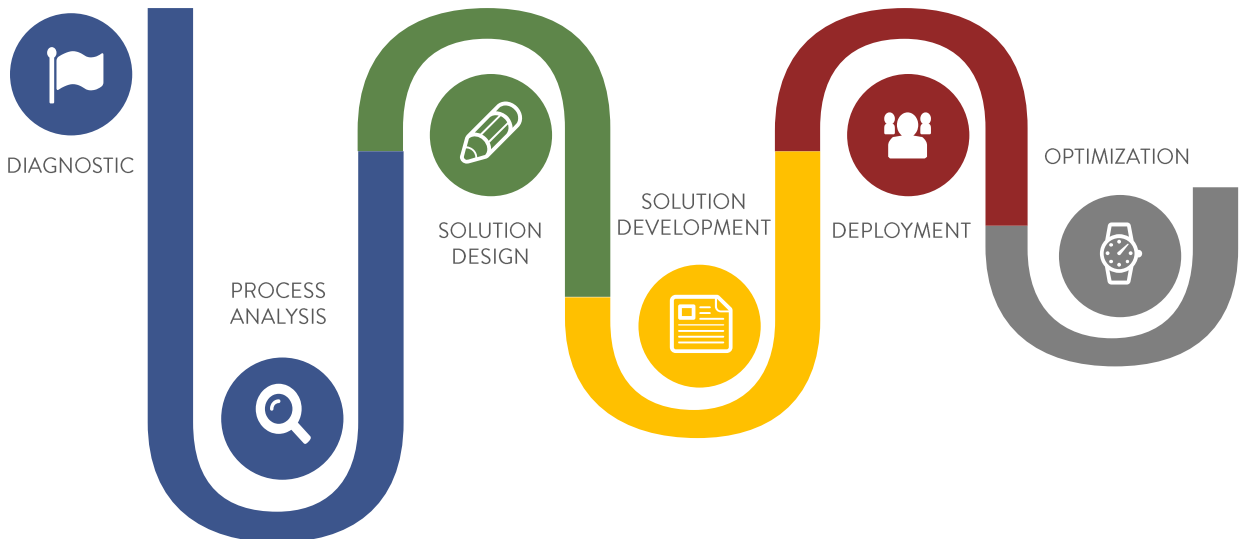 DIAGNOSTIC
PROCESS
ANALYSIS
SOLUTION
DESIGN
SOLUTION
DEVELOPMENT
DEPLOYMENT
OPTIMIZATION